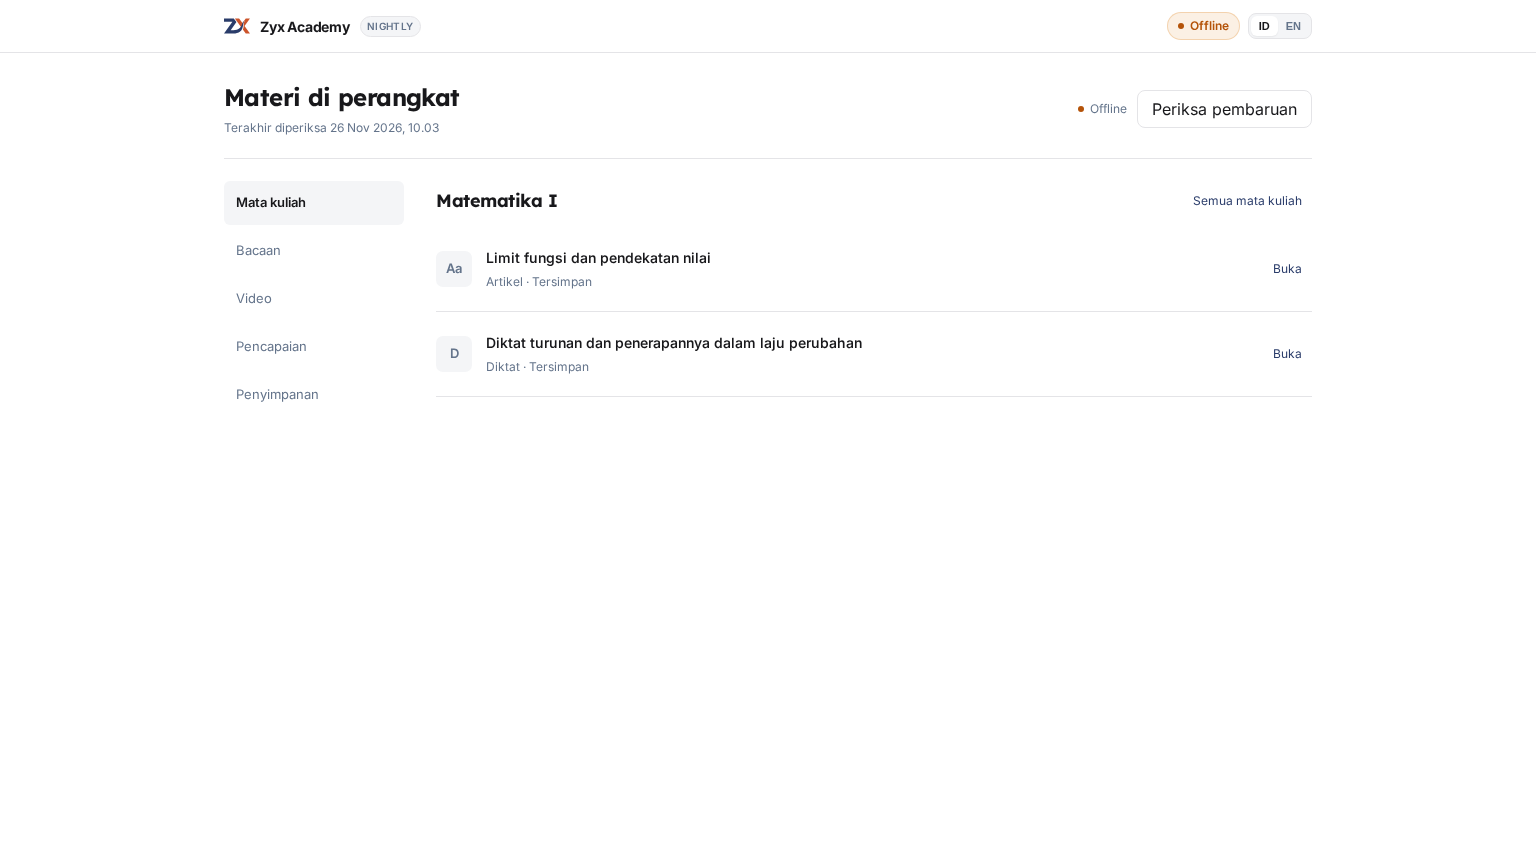 ZX Zyx Academy NIGHTLY
Offline ID EN
Materi di perangkat
Terakhir diperiksa 26 Nov 2026, 10.03
Offline Periksa pembaruan
Mata kuliah
Bacaan
Video
Pencapaian
Penyimpanan
Matematika I
Semua mata kuliah
Aa
Limit fungsi dan pendekatan nilai
Artikel · Tersimpan
Buka
D
Diktat turunan dan penerapannya dalam laju perubahan
Diktat · Tersimpan
Buka